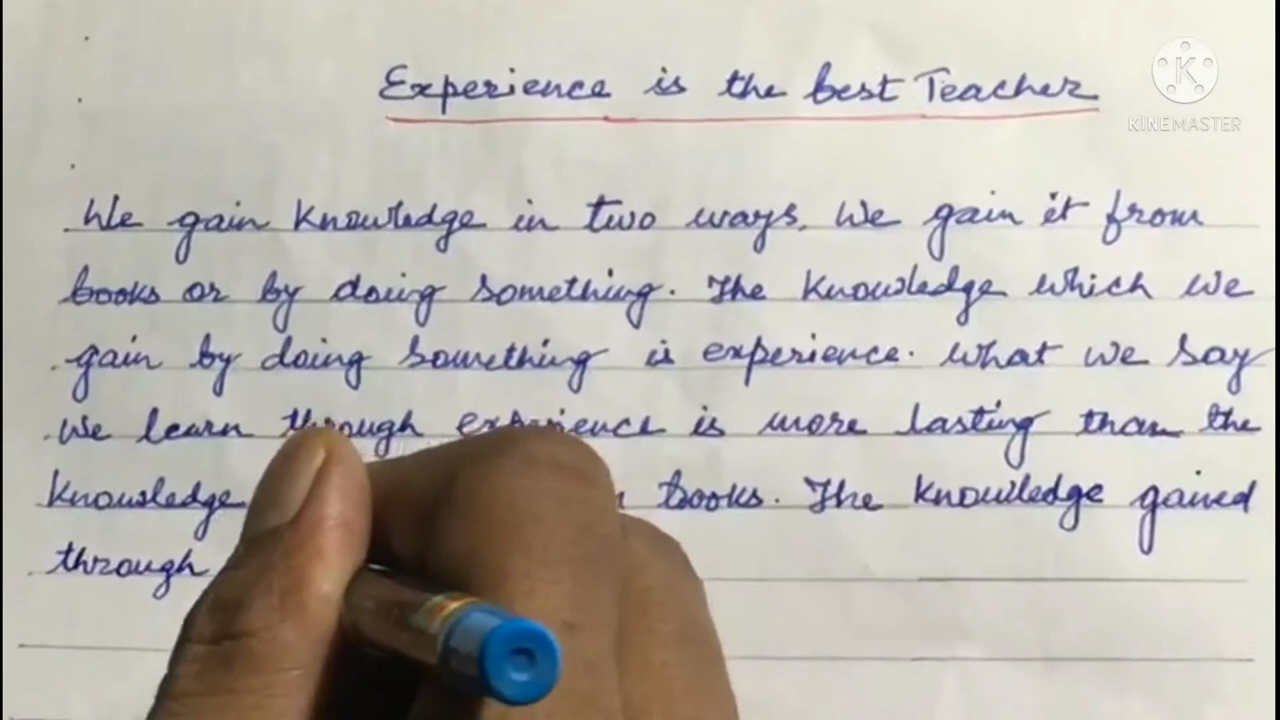 Experience is the best Teacher
KINEMASTER
We gain knowledge in two ways. We gain it from
books or by doing something. The knowledge which we
gain by doing something is experience. What we say
we learn through experience is more lasting than the
knowledge books. The knowledge gained
through